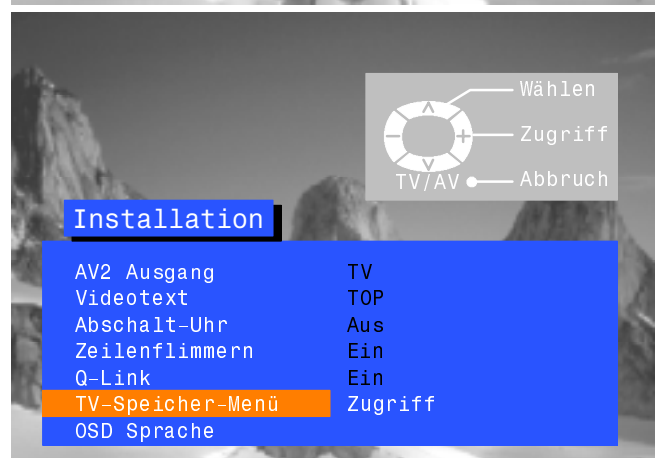 Wählen
Zugriff
TV/AV Abbruch
Installation
AV2 Ausgang TV
Videotext TOP
Abschalt-Uhr Aus
Zeilenflimmern Ein
Q-Link Ein
TV-Speicher-Menü Zugriff
OSD Sprache